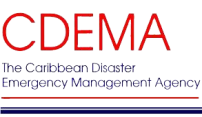 CDEMA
The Caribbean Disaster
Emergency Management Agency